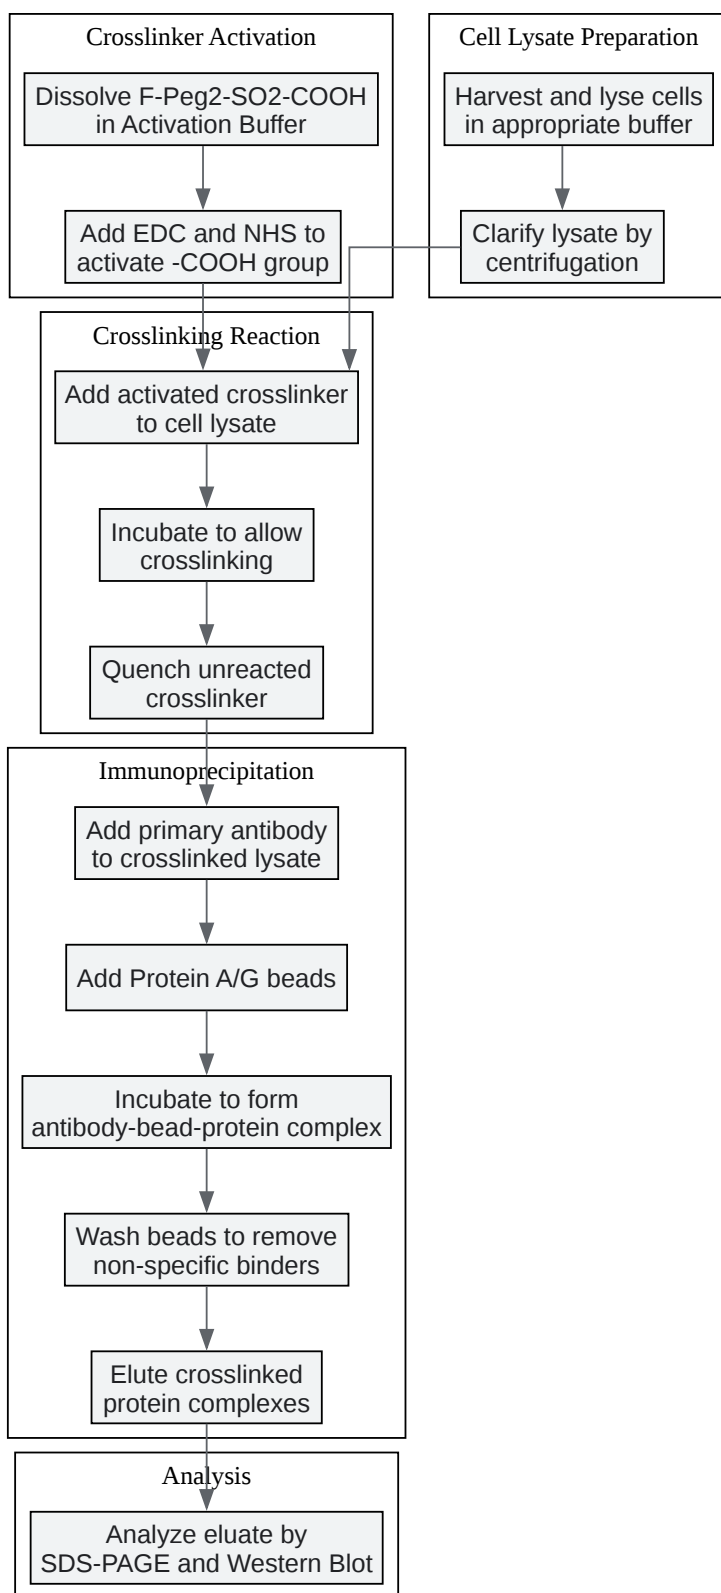 Crosslinker Activation
Dissolve F-Peg2-SO2-COOH
in Activation Buffer
Add EDC and NHS to
activate -COOH group
Cell Lysate Preparation
Harvest and lyse cells
in appropriate buffer
Clarify lysate by
centrifugation
Crosslinking Reaction
Add activated crosslinker
to cell lysate
Incubate to allow
crosslinking
Quench unreacted
crosslinker
Immunoprecipitation
Add primary antibody
to crosslinked lysate
Add Protein A/G beads
Incubate to form
antibody-bead-protein complex
Wash beads to remove
non-specific binders
Elute crosslinked
protein complexes
Analysis
Analyze eluate by
SDS-PAGE and Western Blot